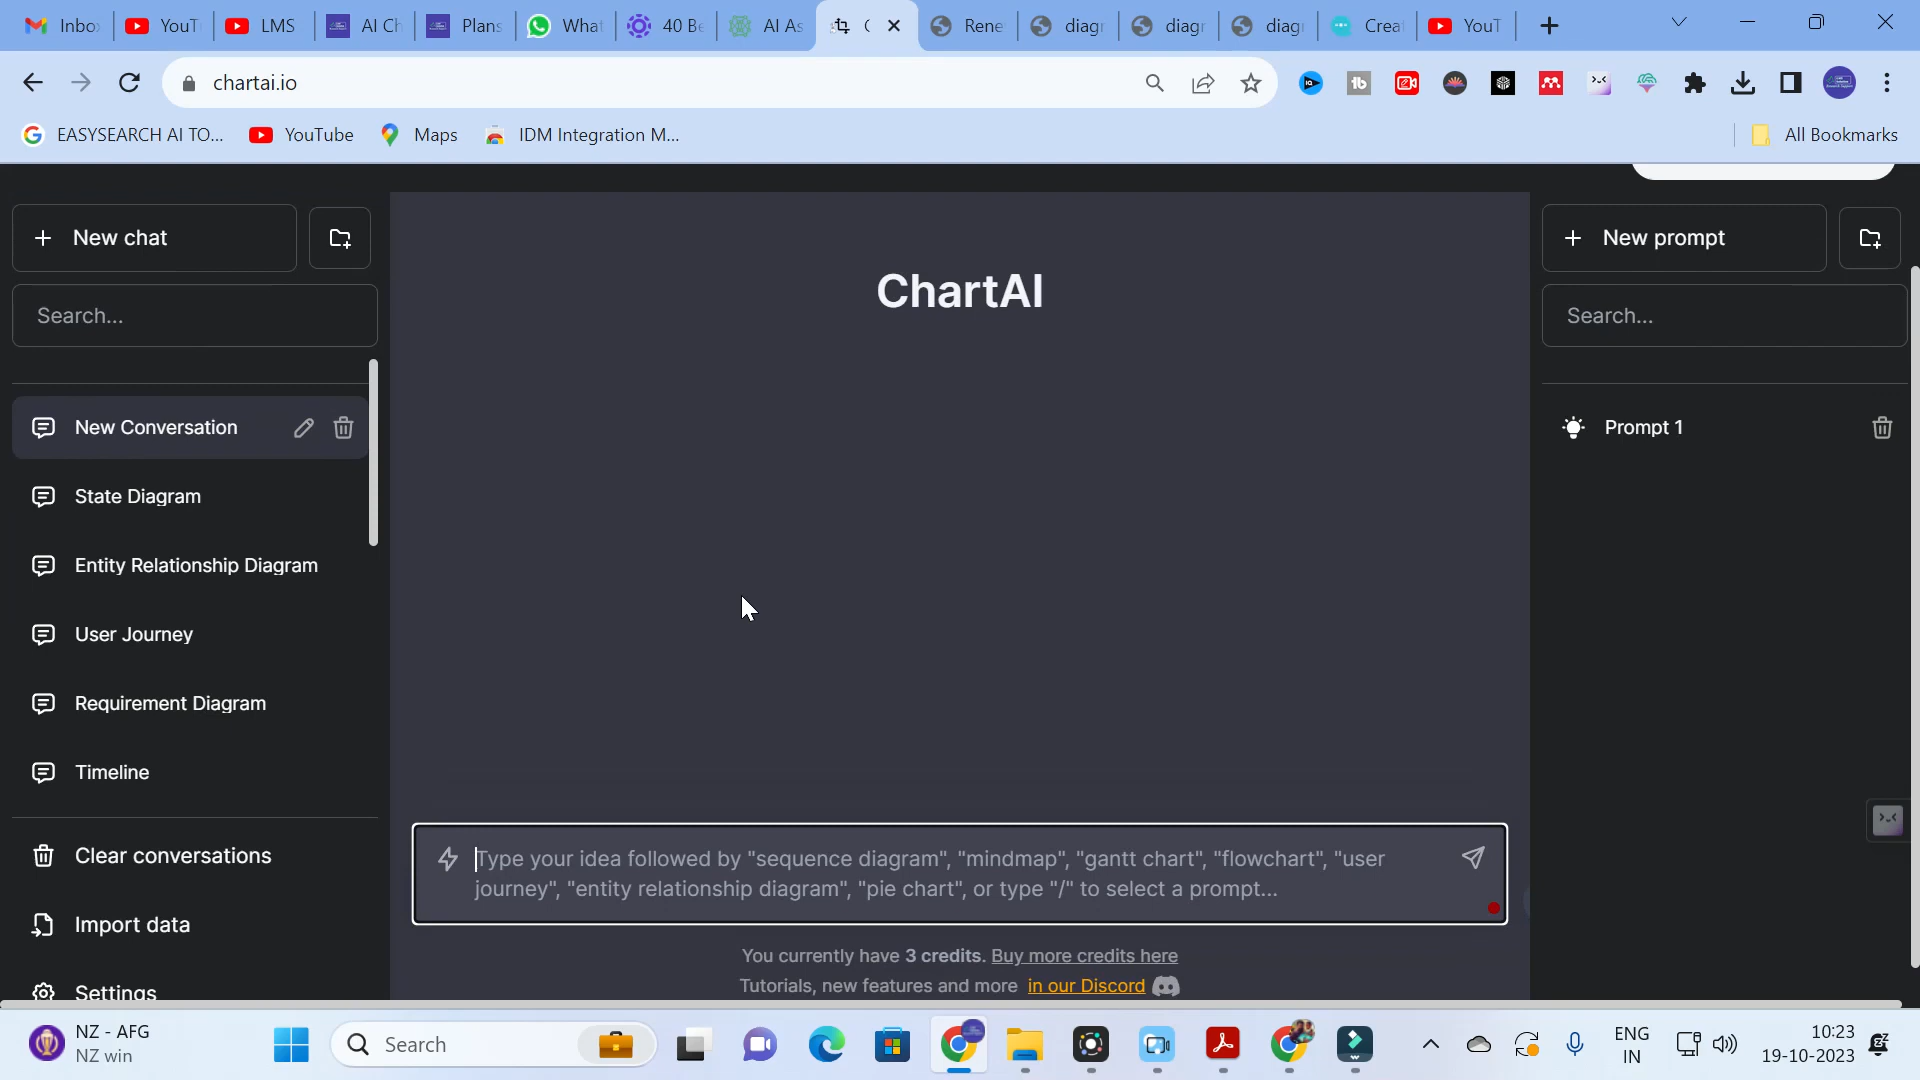 Inbo
YouT
LMS
AI Ch
Plans
What
40 Be
AI As
Rene
diagr
diagr
diagr
Creat
YouT
chartai.io
EASYSEARCH AI TO...
YouTube
Maps
IDM Integration M...
All Bookmarks
New chat
Search...
New Conversation
State Diagram
Entity Relationship Diagram
User Journey
Requirement Diagram
Timeline
Clear conversations
Import data
Settings
ChartAI
Type your idea followed by "sequence diagram", "mindmap", "gantt chart", "flowchart", "user
journey", "entity relationship diagram", "pie chart", or type "/" to select a prompt...
You currently have 3 credits. Buy more credits here
Tutorials, new features and more in our Discord
New prompt
Search...
Prompt 1
NZ - AFG
NZ win
Search
ENG
IN
10:23
19-10-2023